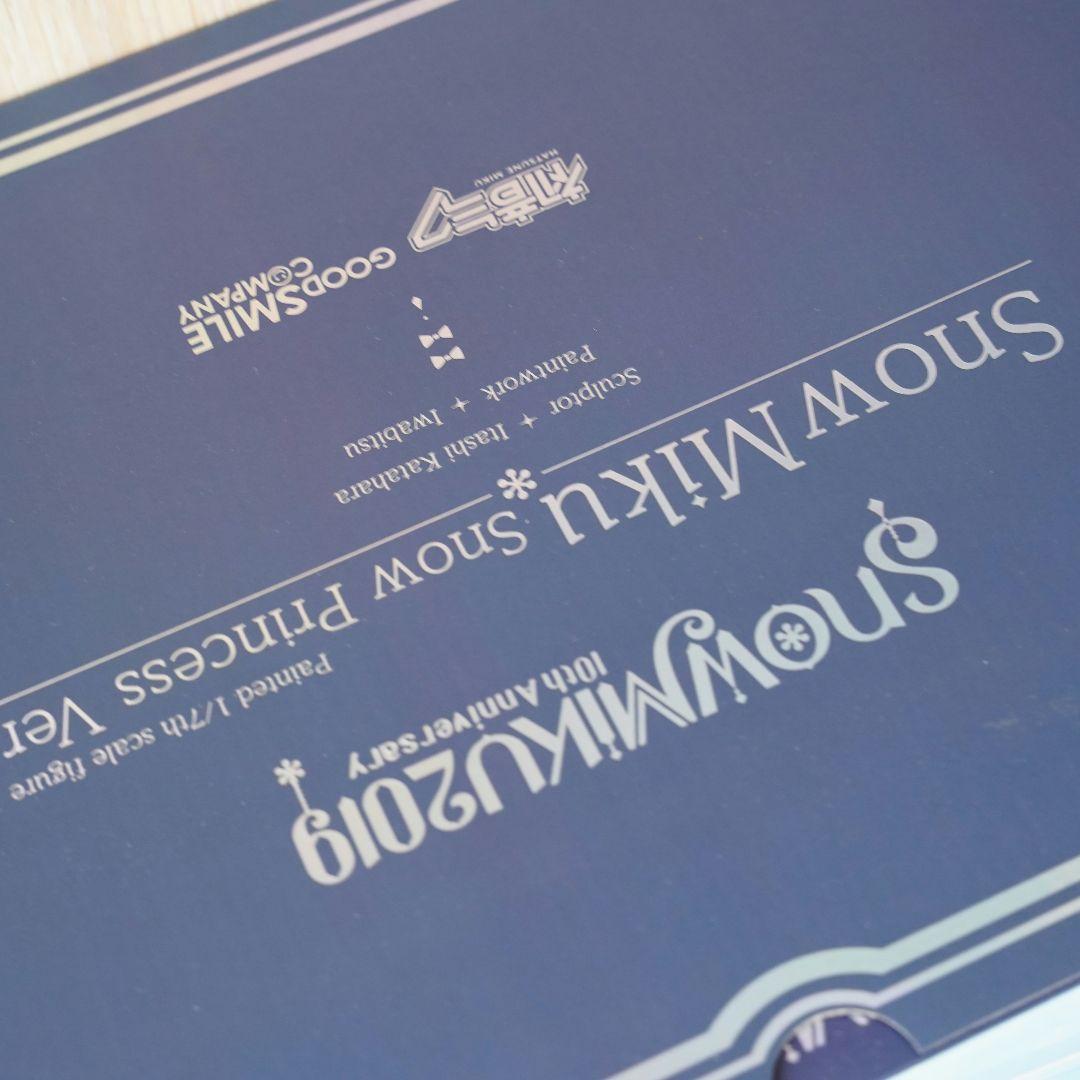 SnowMiku2019
10th Anniversary
Snow Miku Snow Princess Ver
Painted 1/7th scale figure
Sculptor + Itashi Katahara
Paintwork + Iwabitsu
初音ミク
HATSUNE MIKU
GOODSMILE
COMPANY